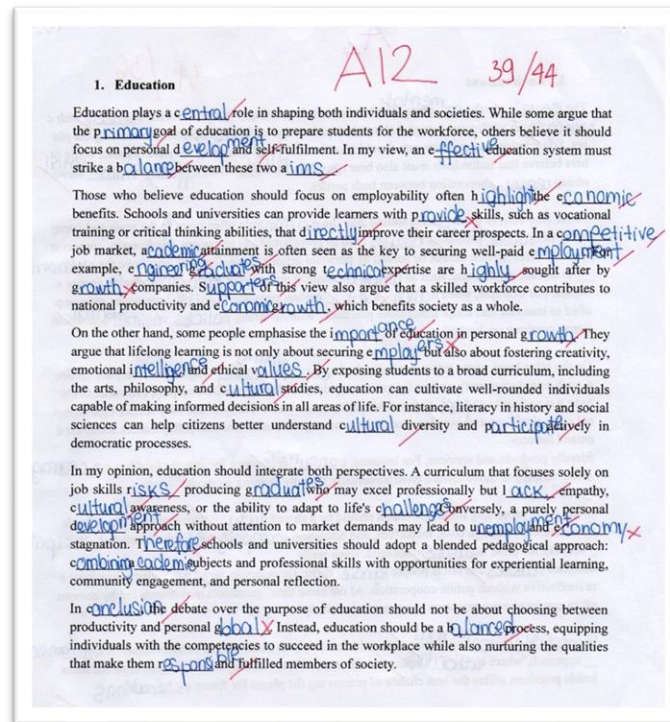 A12 39/44
1. Education
Education plays a central role in shaping both individuals and societies. While some argue that
the primary goal of education is to prepare students for the workforce, others believe it should
focus on personal development and self-fulfilment. In my view, an effective education system must
strike a balance between these two aims.
Those who believe education should focus on employability often highlight the economic
benefits. Schools and universities can provide learners with provide skills, such as vocational
training or critical thinking abilities, that directly improve their career prospects. In a competitive
job market, academic attainment is often seen as the key to securing well-paid employment
example, engineering graduates with strong technical expertise are highly sought after by
growth companies. Supporters of this view also argue that a skilled workforce contributes to
national productivity and economic growth, which benefits society as a whole.
On the other hand, some people emphasise the importance of education in personal growth. They
argue that lifelong learning is not only about securing employers but also about fostering creativity,
emotional intelligence and ethical values. By exposing students to a broad curriculum, including
the arts, philosophy, and cultural studies, education can cultivate well-rounded individuals
capable of making informed decisions in all areas of life. For instance, literacy in history and social
sciences can help citizens better understand cultural diversity and participate actively in
democratic processes.
In my opinion, education should integrate both perspectives. A curriculum that focuses solely on
job skills risks producing graduates who may excel professionally but lack empathy,
cultural awareness, or the ability to adapt to life's challenge Conversely, a purely personal
development approach without attention to market demands may lead to unemployment and economy
stagnation. Therefore schools and universities should adopt a blended pedagogical approach:
combining academic subjects and professional skills with opportunities for experiential learning,
community engagement, and personal reflection.
In conclusion the debate over the purpose of education should not be about choosing between
productivity and personal global Instead, education should be a balanced process, equipping
individuals with the competencies to succeed in the workplace while also nurturing the qualities
that make them responsible and fulfilled members of society.